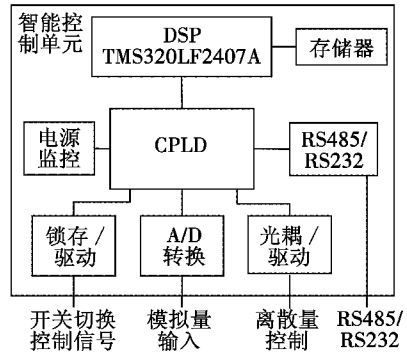 智能控
制单元
DSP
TMS320LF2407A
存储器
电源
监控
CPLD
RS485/
RS232
锁存/
驱动
A/D
转换
光耦/
驱动
开关切换
控制信号
模拟量
输入
离散量
控制
RS485/
RS232